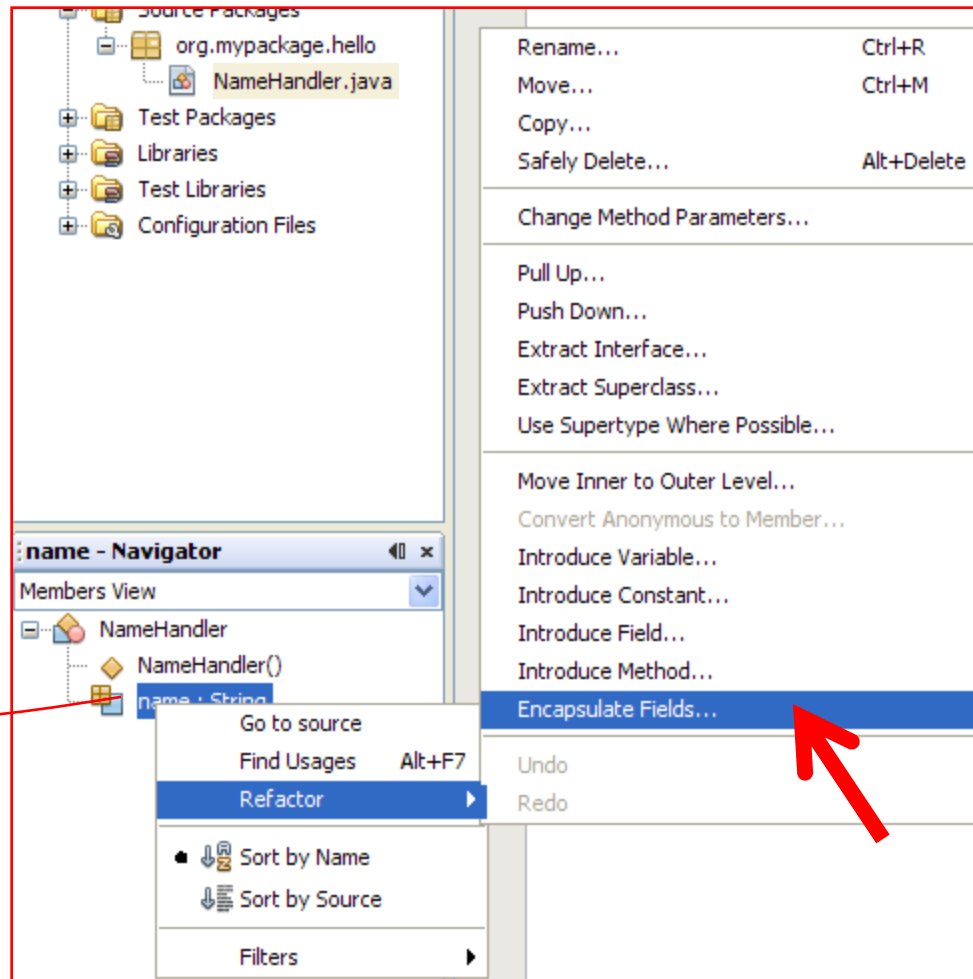 Source Packages
org.mypackage.hello
NameHandler.java
Test Packages
Libraries
Test Libraries
Configuration Files
name - Navigator
Members View
NameHandler
NameHandler()
name : String
Go to source
Find Usages Alt+F7
Refactor
Sort by Name
Sort by Source
Filters
Rename... Ctrl+R
Move... Ctrl+M
Copy...
Safely Delete... Alt+Delete
Change Method Parameters...
Pull Up...
Push Down...
Extract Interface...
Extract Superclass...
Use Supertype Where Possible...
Move Inner to Outer Level...
Convert Anonymous to Member...
Introduce Variable...
Introduce Constant...
Introduce Field...
Introduce Method...
Encapsulate Fields...
Undo
Redo